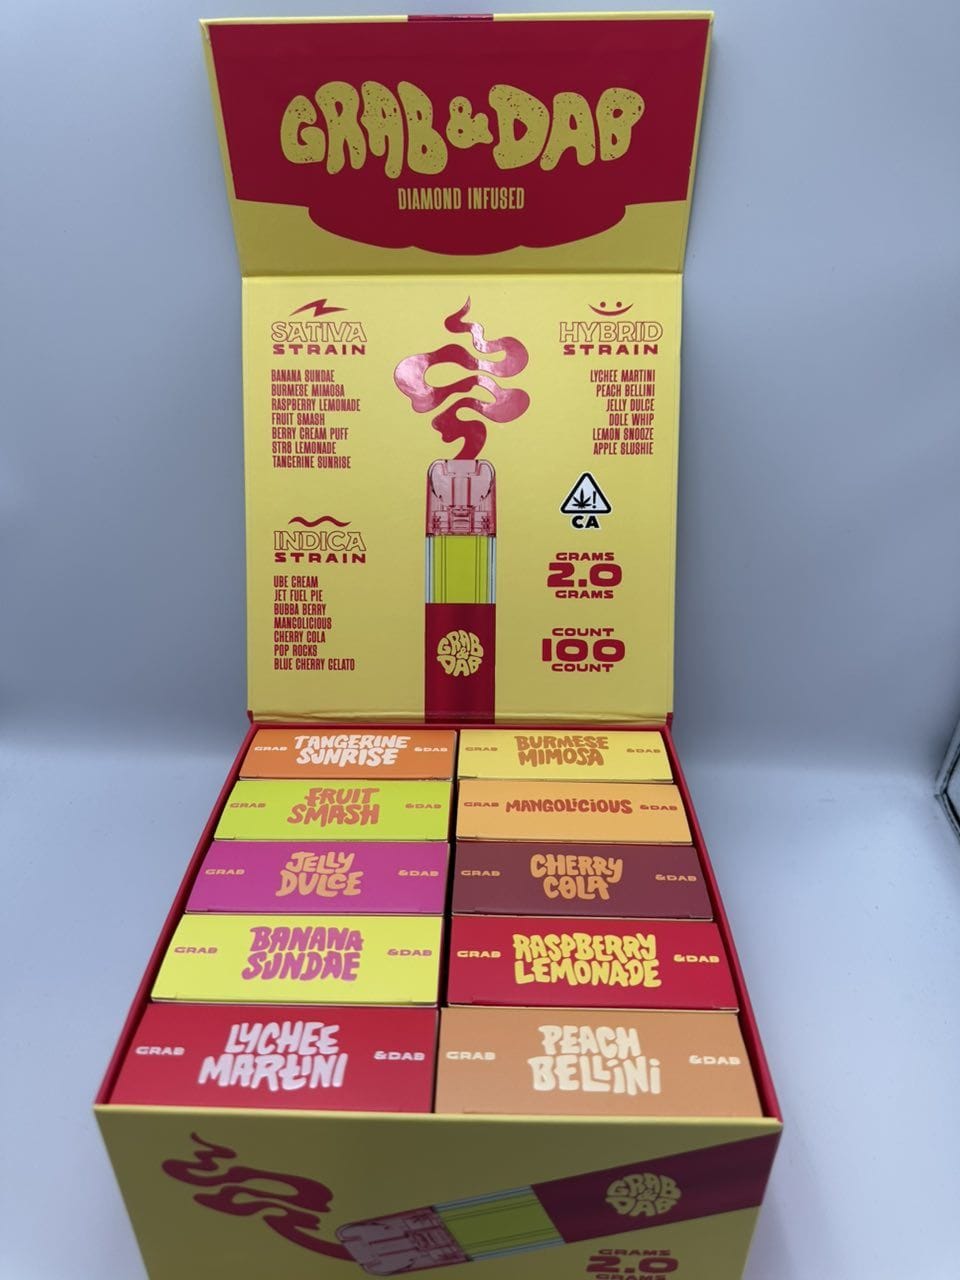 GRAB & DAB
DIAMOND INFUSED
SATIVA
STRAIN
BANANA SUNDAE
BURMESE MIMOSA
RASPBERRY LEMONADE
FRUIT SMASH
BERRY CREAM PUFF
STR8 LEMONADE
TANGERINE SUNRISE
HYBRID
STRAIN
LYCHEE MARTINI
PEACH BELLINI
JELLY DULCE
DOLE WHIP
LEMON SNOOZE
APPLE SLUSHIE
CA
INDICA
STRAIN
UBE CREAM
JET FUEL PIE
BUBBA BERRY
MANGOLICIOUS
CHERRY COLA
POP ROCKS
BLUE CHERRY GELATO
GRAMS
2.0
GRAMS
COUNT
100
COUNT
GRAB
&
DAB
GRAB TANGERINE &DAB
SUNRISE
GRAB BURMESE &DAB
MIMOSA
GRAB FRUIT &DAB
SMASH
GRAB MANGOLICIOUS &DAB
GRAB JELLY &DAB
DULCE
GRAB CHERRY &DAB
COLA
GRAB BANANA &DAB
SUNDAE
GRAB RASPBERRY &DAB
LEMONADE
GRAB LYCHEE &DAB
MARTINI
GRAB PEACH &DAB
BELLINI
GRAB
&
DAB
GRAMS
2.0
GRAMS